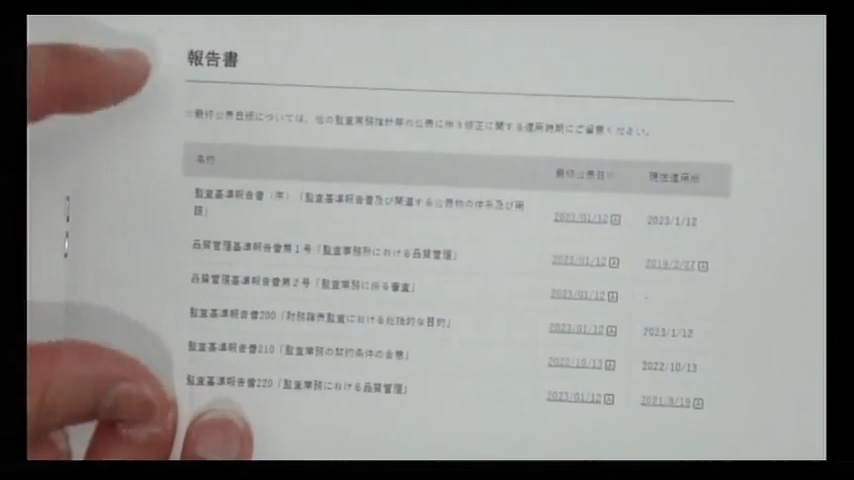 報告書
※最終公表日版については、他の監査実務指針等の公表に伴う修正に関する適用時期にご留意ください。
名称 最終公表日※ 現在適用版
監査基準報告書（序）「監査基準報告書及び関連する公表物の体系及び用
語」 2023/01/12 2023/1/12
品質管理基準報告書第１号「監査事務所における品質管理」 2023/01/12 2019/2/27
品質管理基準報告書第２号「監査業務に係る審査」 2023/01/12 -
監査基準報告書200「財務諸表監査における総括的な目的」 2023/01/12 2023/1/12
監査基準報告書210「監査業務の契約条件の合意」 2022/10/13 2022/10/13
監査基準報告書220「監査業務における品質管理」 2023/01/12 2021/8/19